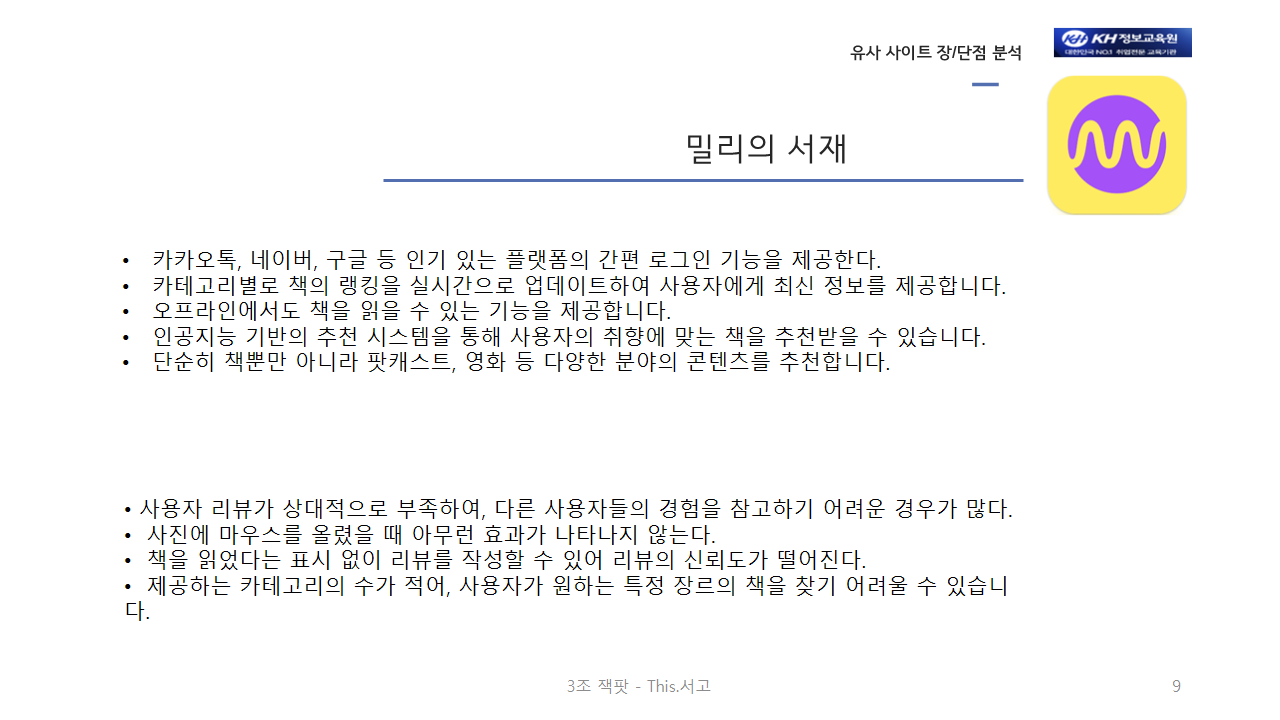 유사 사이트 장/단점 분석
KH 정보교육원
대한민국 NO.1 취업전문 교육기관
밀리의 서재
• 카카오톡, 네이버, 구글 등 인기 있는 플랫폼의 간편 로그인 기능을 제공한다.
• 카테고리별로 책의 랭킹을 실시간으로 업데이트하여 사용자에게 최신 정보를 제공합니다.
• 오프라인에서도 책을 읽을 수 있는 기능을 제공합니다.
• 인공지능 기반의 추천 시스템을 통해 사용자의 취향에 맞는 책을 추천받을 수 있습니다.
• 단순히 책뿐만 아니라 팟캐스트, 영화 등 다양한 분야의 콘텐츠를 추천합니다.
• 사용자 리뷰가 상대적으로 부족하여, 다른 사용자들의 경험을 참고하기 어려운 경우가 많다.
• 사진에 마우스를 올렸을 때 아무런 효과가 나타나지 않는다.
• 책을 읽었다는 표시 없이 리뷰를 작성할 수 있어 리뷰의 신뢰도가 떨어진다.
• 제공하는 카테고리의 수가 적어, 사용자가 원하는 특정 장르의 책을 찾기 어려울 수 있습니
다.
3조 잭팟 - This.서고
9